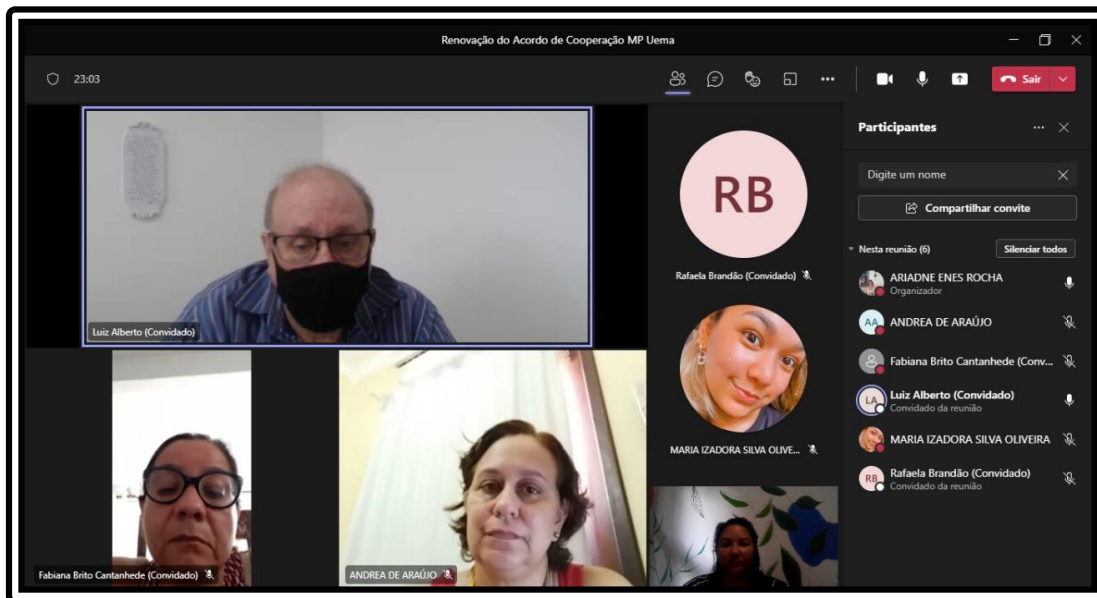 Renovação do Acordo de Cooperação MP Uema
23:03
Sair
Luiz Alberto (Convidado)
Fabiana Brito Cantanhede (Convidado)
ANDREA DE ARAÚJO
RB
Rafaela Brandão (Convidado)
MARIA IZADORA SILVA OLIVE...
Participantes
Digite um nome
Compartilhar convite
Nesta reunião (6)
Silenciar todos
ARIADNE ENES ROCHA
Organizador
AA
ANDREA DE ARAÚJO
Fabiana Brito Cantanhede (Conv...
LA
Luiz Alberto (Convidado)
Convidado da reunião
MARIA IZADORA SILVA OLIVEIRA
RB
Rafaela Brandão (Convidado)
Convidado da reunião